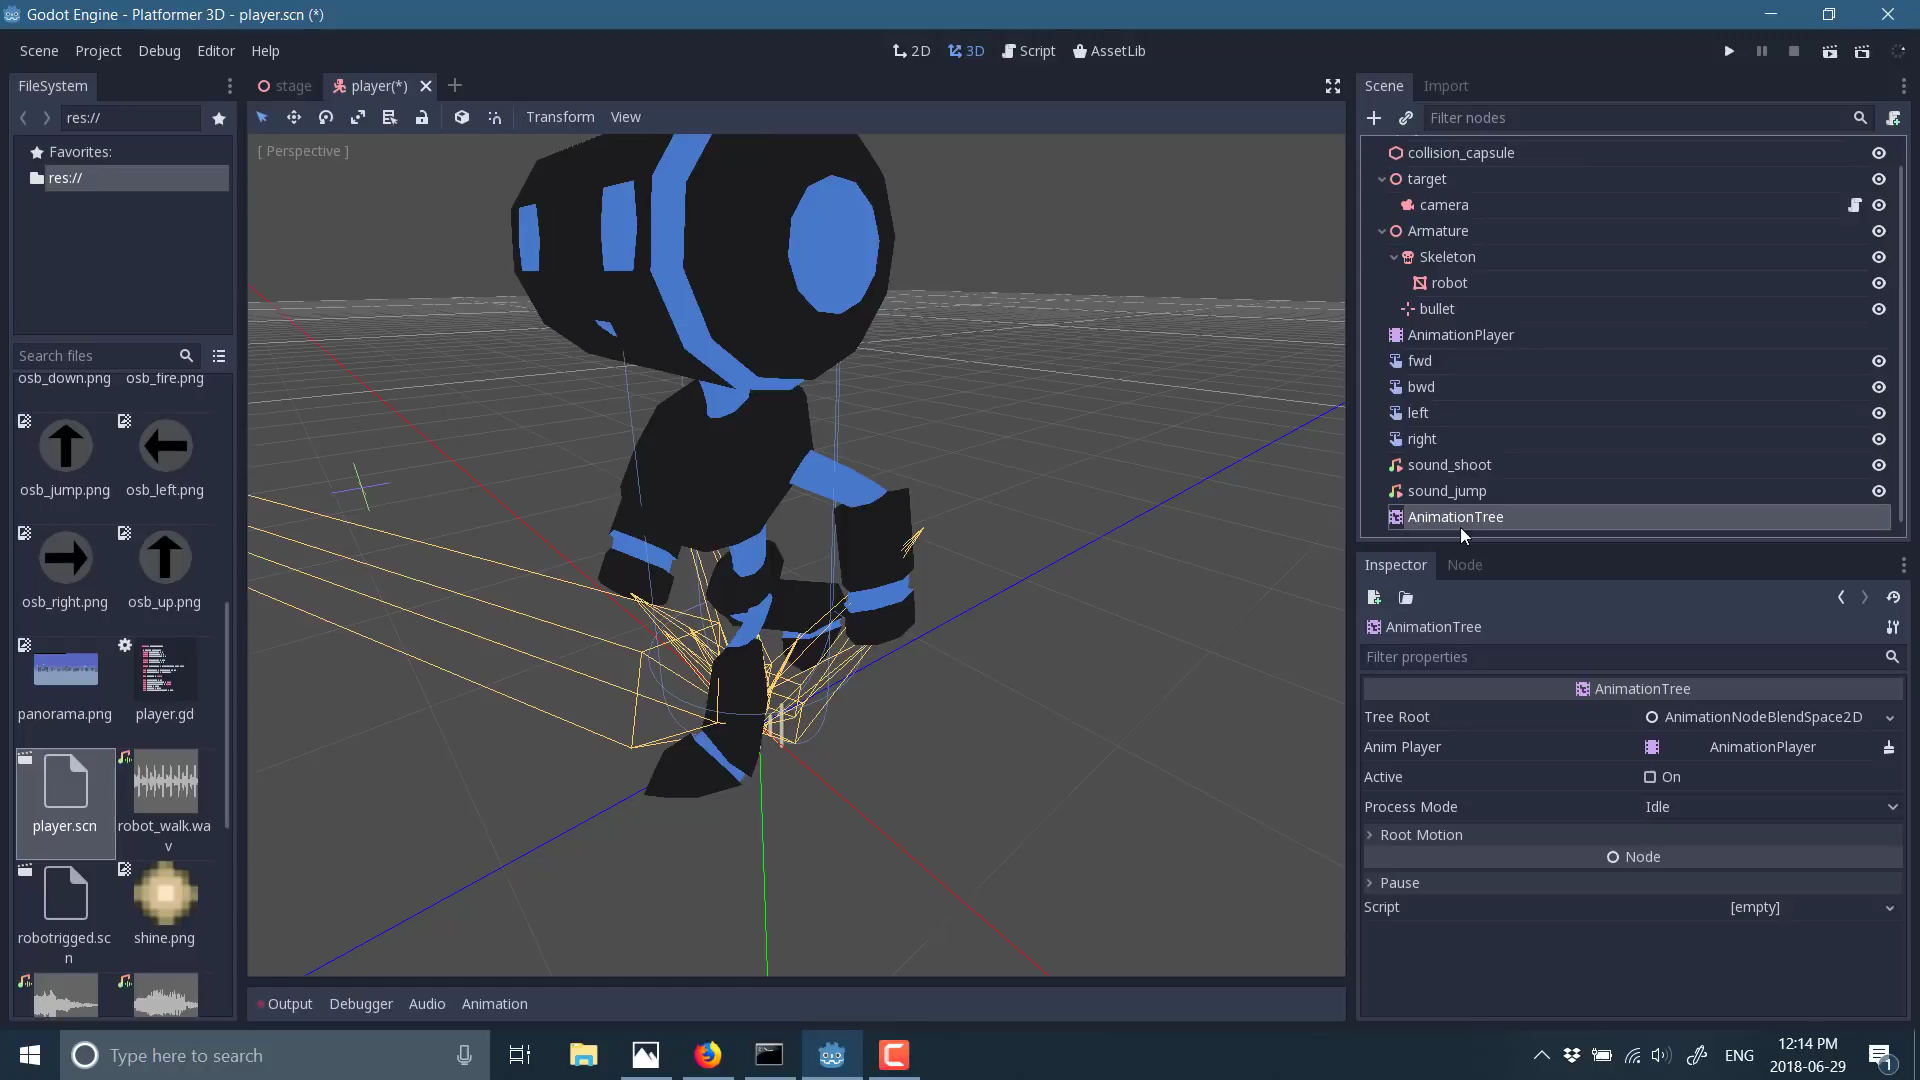 Godot Engine - Platformer 3D - player.scn (*)
Scene Project Debug Editor Help
2D 3D Script AssetLib
FileSystem
stage player(*)
Scene Import
res://
Transform View
Filter nodes
Favorites:
res://
[ Perspective ]
collision_capsule
target
camera
Armature
Skeleton
robot
bullet
AnimationPlayer
fwd
bwd
left
right
sound_shoot
sound_jump
AnimationTree
Search files
osb_down.png osb_fire.png
osb_jump.png osb_left.png
osb_right.png osb_up.png
panorama.png player.gd
player.scn robot_walk.wa
v
robotrigged.sc shine.png
n
Inspector Node
AnimationTree
Filter properties
AnimationTree
Tree Root AnimationNodeBlendSpace2D
Anim Player AnimationPlayer
Active On
Process Mode Idle
Root Motion
Node
Pause
Script [empty]
Output Debugger Audio Animation
Type here to search
ENG
12:14 PM
2018-06-29
1